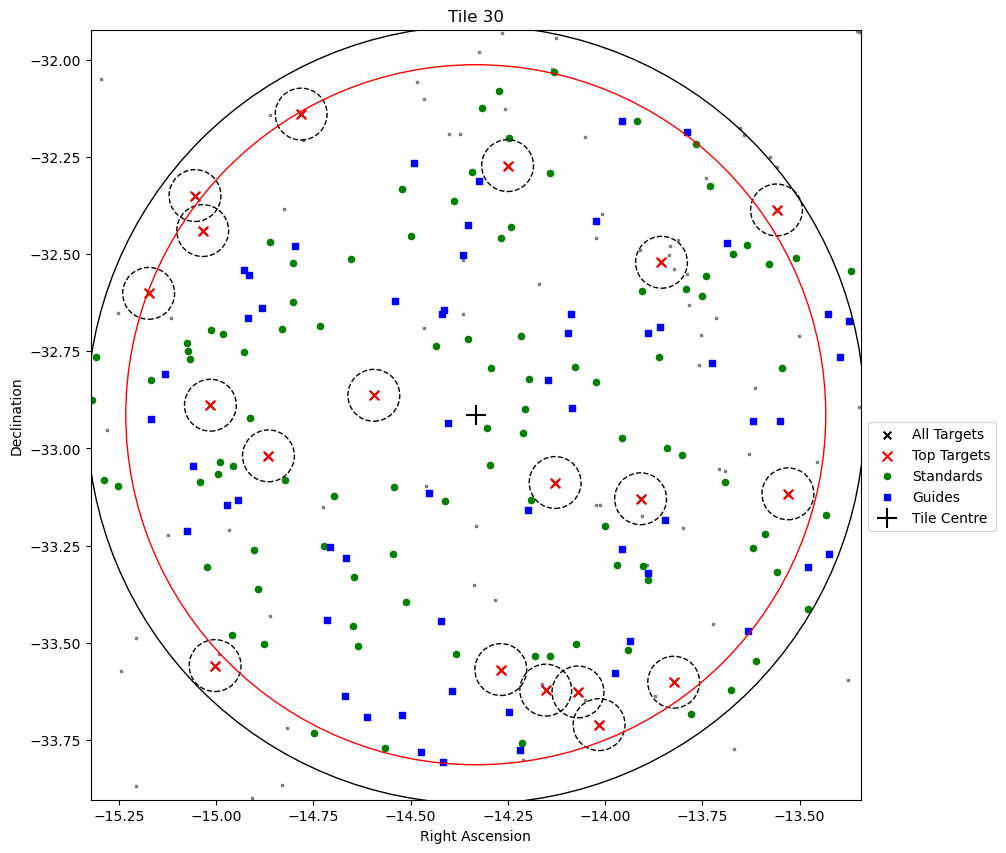 Tile 30
−32.00
−32.25
−32.50
−32.75
−33.00
−33.25
−33.50
−33.75
Declination
−15.25
−15.00
−14.75
−14.50
−14.25
−14.00
−13.75
−13.50
Right Ascension
All Targets
Top Targets
Standards
Guides
Tile Centre